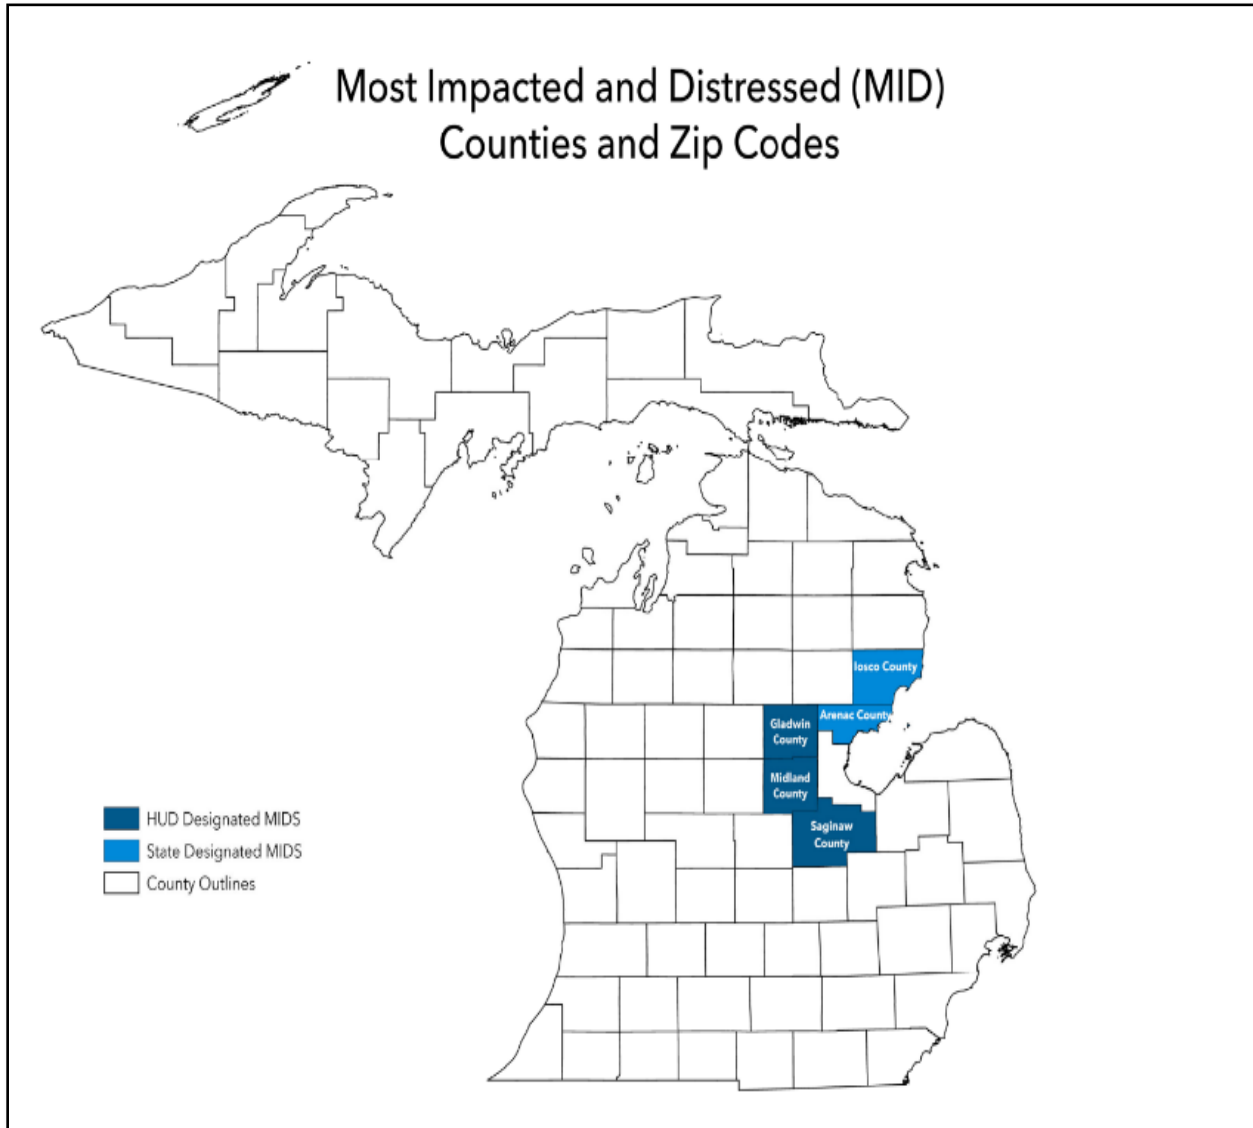 Most Impacted and Distressed (MID)
Counties and Zip Codes
Iosco County
Arenac County
Gladwin
County
Midland
County
Saginaw
County
HUD Designated MIDS
State Designated MIDS
County Outlines